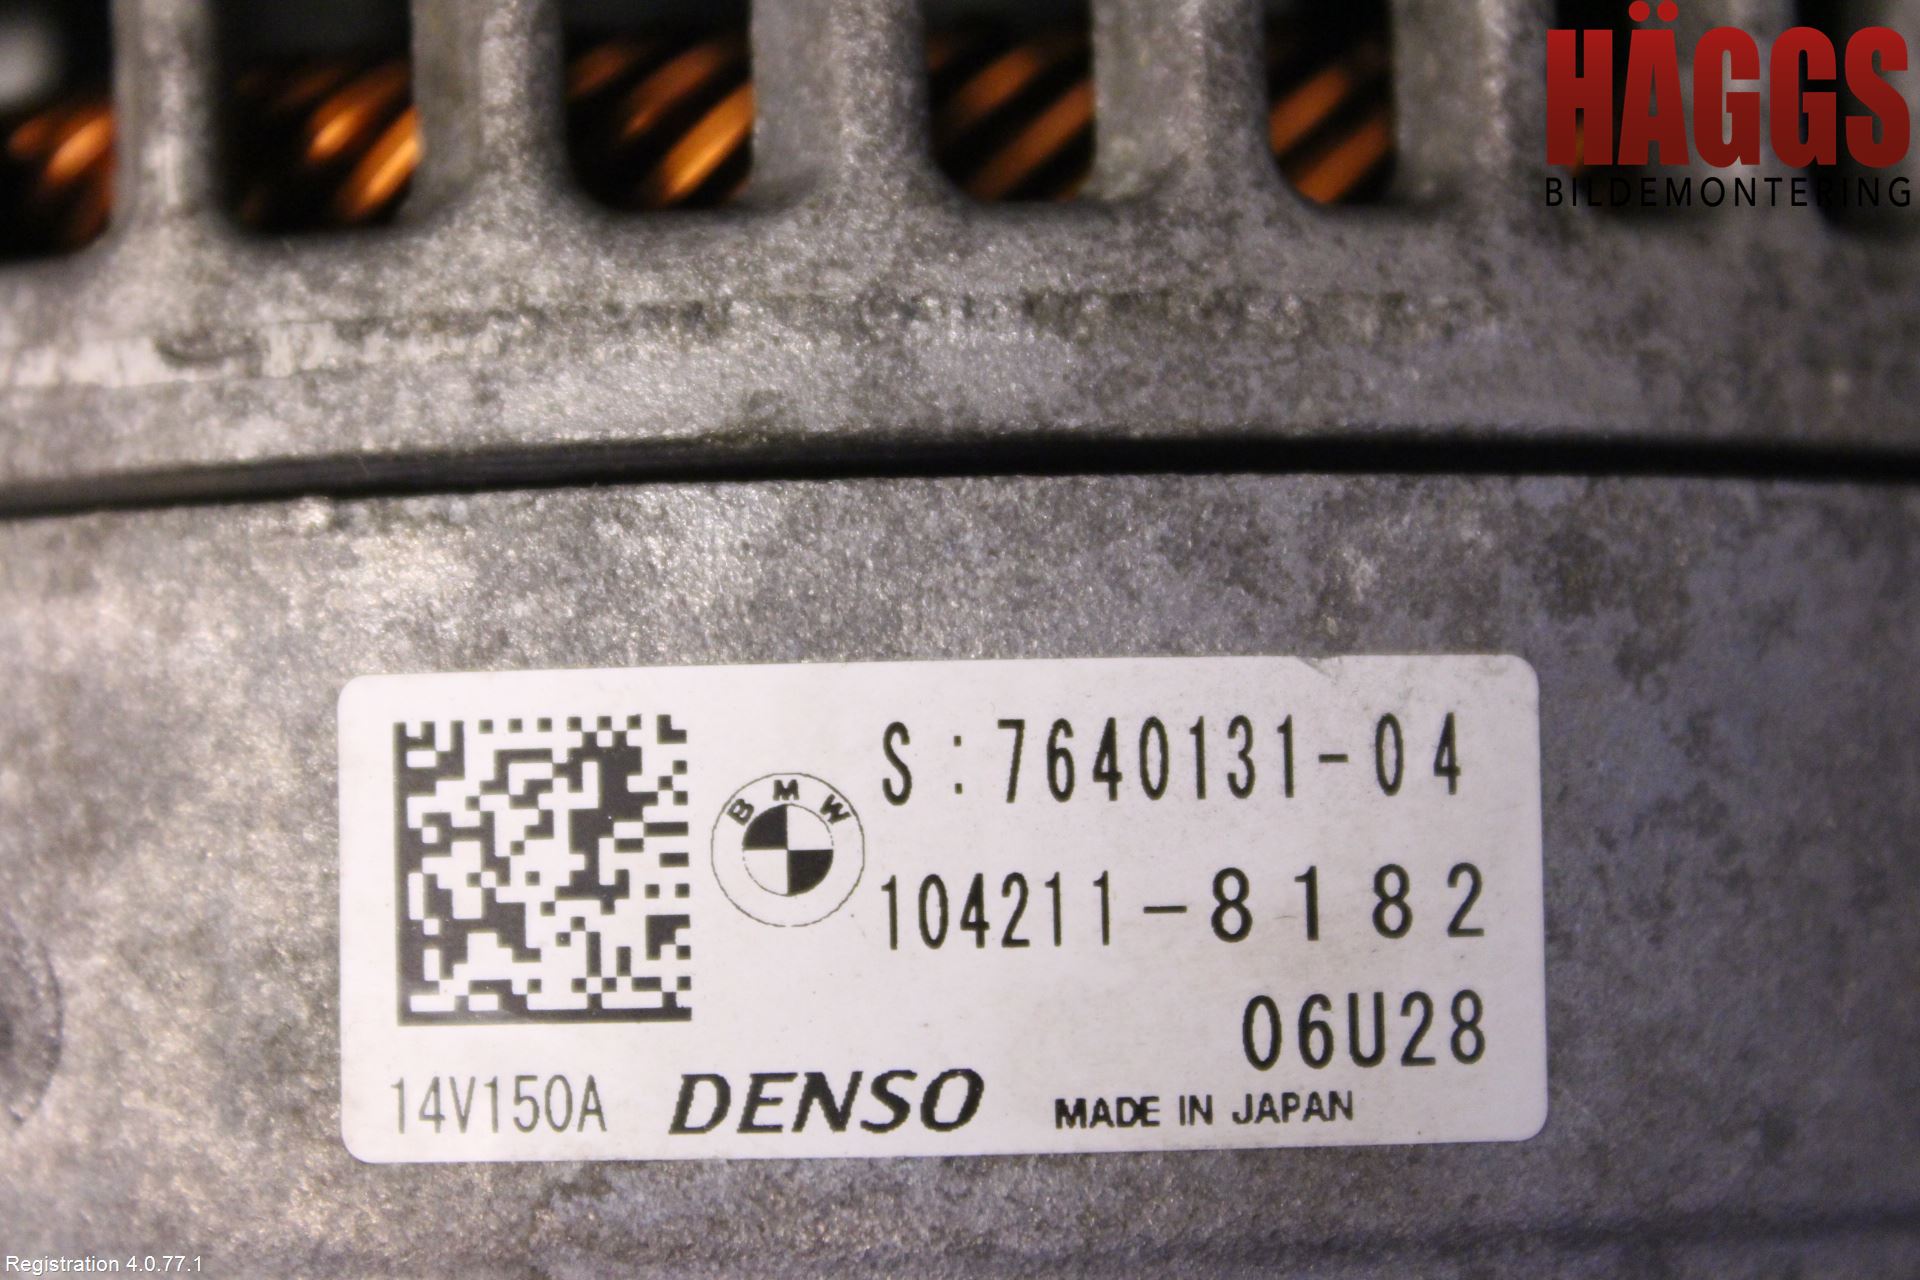 HÄGGS
BILDEMONTERING
S:7640131-04
BMW
104211-8182
06U28
14V150A DENSO MADE IN JAPAN
Registration 4.0.77.1